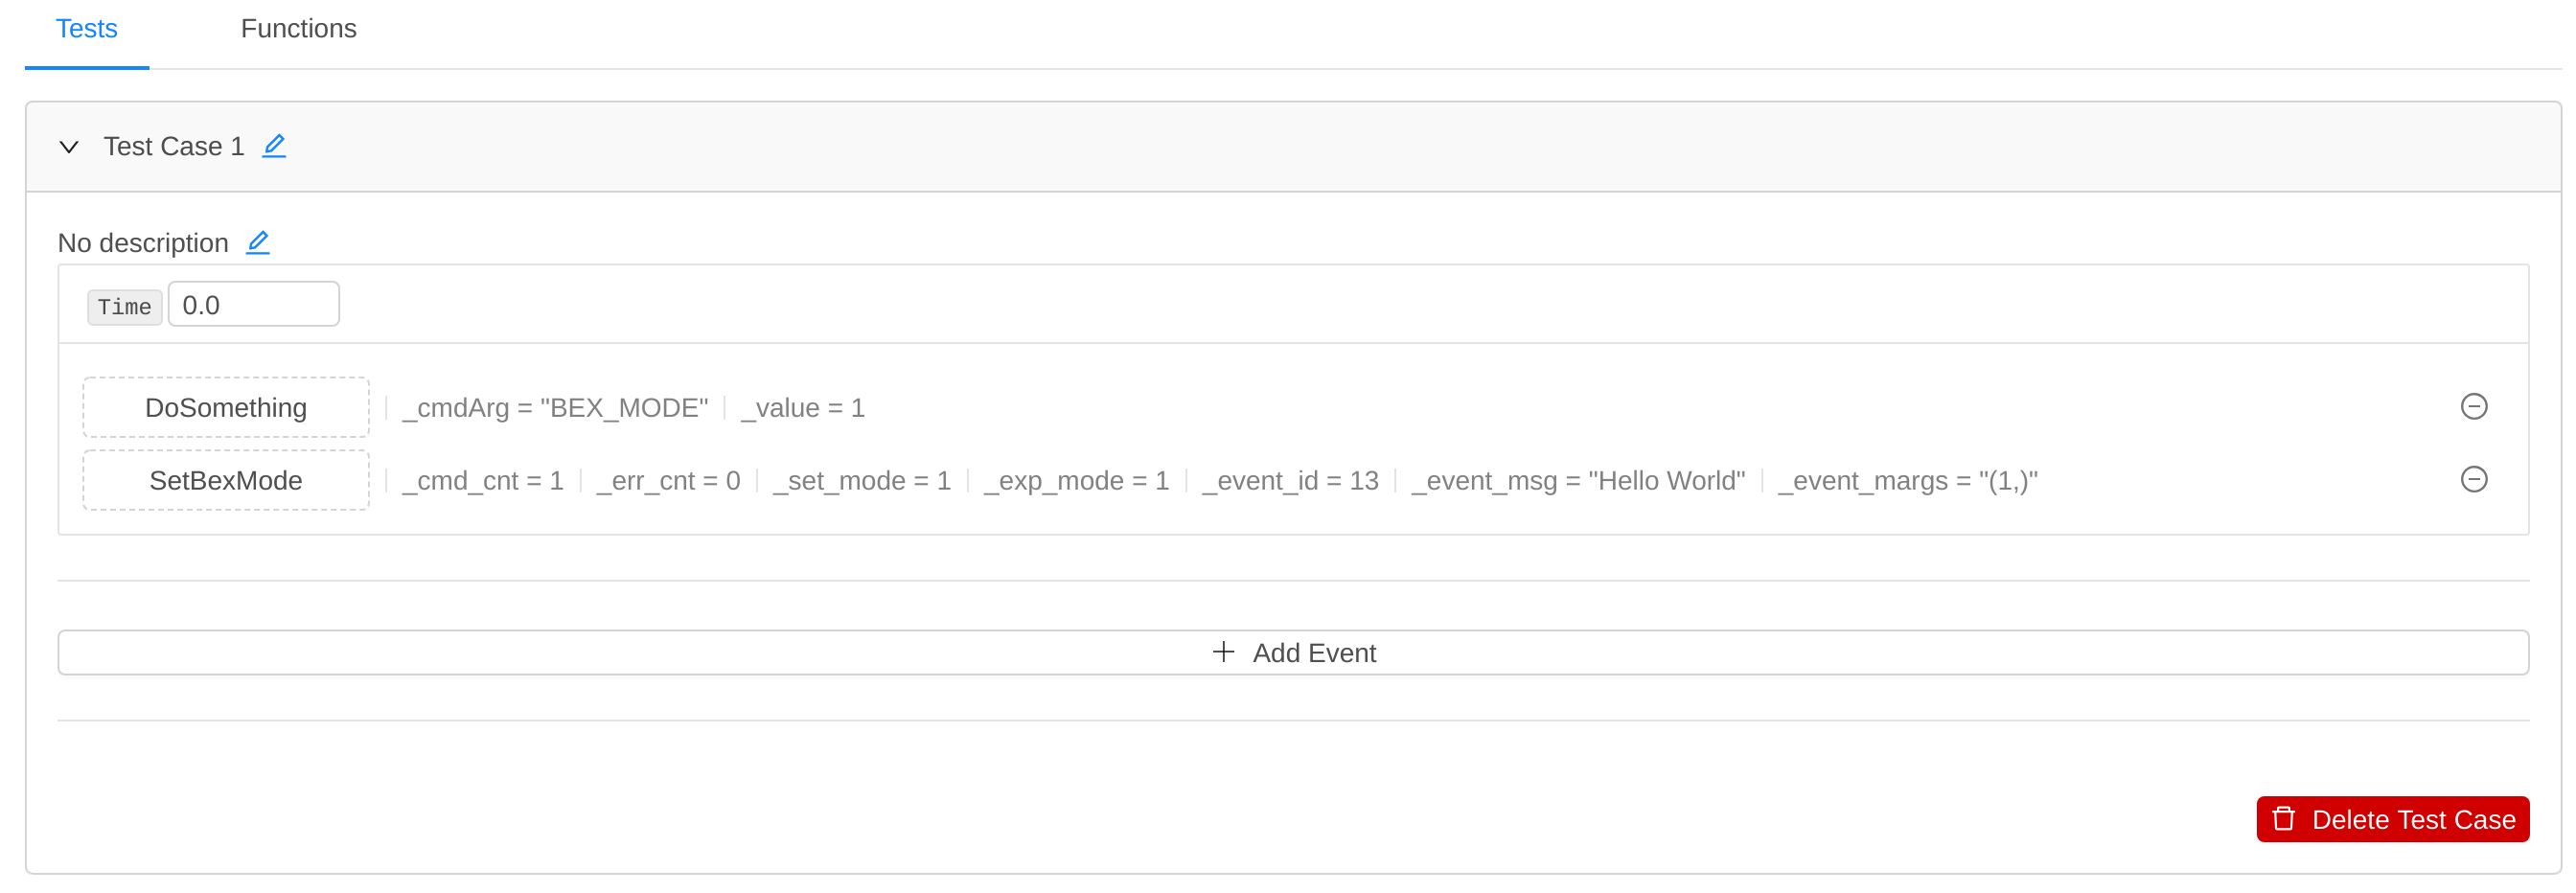 Tests Functions
Test Case 1
No description
Time 0.0
DoSomething _cmdArg = "BEX_MODE" _value = 1
SetBexMode _cmd_cnt = 1 _err_cnt = 0 _set_mode = 1 _exp_mode = 1 _event_id = 13 _event_msg = "Hello World" _event_margs = "(1,)"
Add Event
Delete Test Case